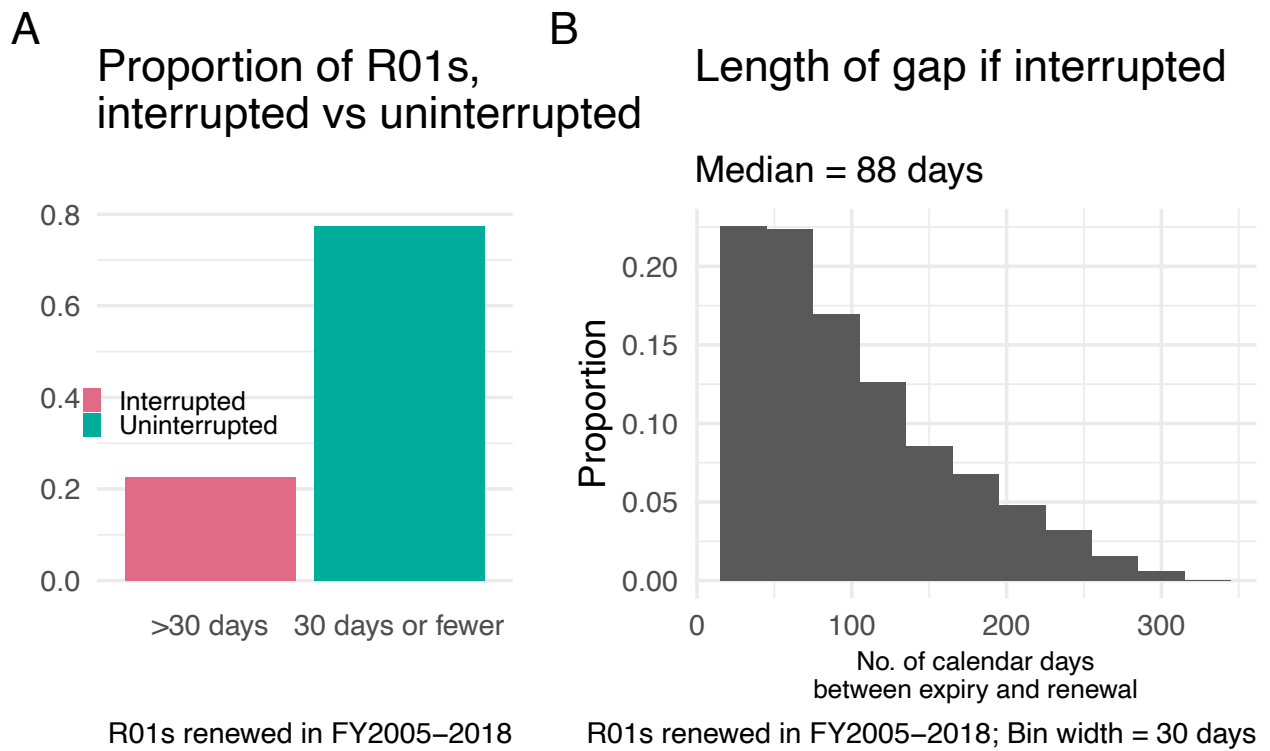 A
Proportion of R01s,
interrupted vs uninterrupted
0.8
0.6
0.4
0.2
0.0
Interrupted
Uninterrupted
>30 days
30 days or fewer
R01s renewed in FY2005–2018
B
Length of gap if interrupted
Median = 88 days
Proportion
0.20
0.15
0.10
0.05
0.00
0
100
200
300
No. of calendar days
between expiry and renewal
R01s renewed in FY2005–2018; Bin width = 30 days